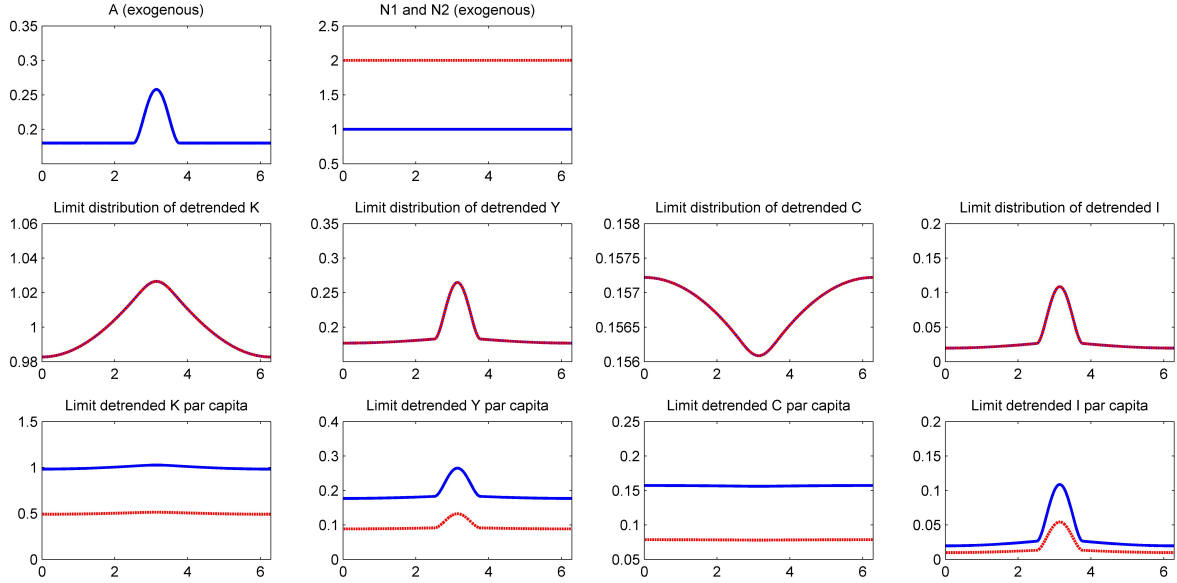 A (exogenous)
N1 and N2 (exogenous)
0.35
0.3
0.25
0.2
0 2 4 6
2.5
2
1.5
1
0.5
0 2 4 6
Limit distribution of detrended K
Limit distribution of detrended Y
Limit distribution of detrended C
Limit distribution of detrended I
1.06
1.04
1.02
1
0.98
0 2 4 6
0.35
0.3
0.25
0.2
0 2 4 6
0.158
0.1575
0.157
0.1565
0.156
0 2 4 6
0.2
0.15
0.1
0.05
0
0 2 4 6
Limit detrended K par capita
Limit detrended Y par capita
Limit detrended C par capita
Limit detrended I par capita
1.5
1
0.5
0
0 2 4 6
0.4
0.3
0.2
0.1
0
0 2 4 6
0.25
0.2
0.15
0.1
0.05
0 2 4 6
0.2
0.15
0.1
0.05
0
0 2 4 6